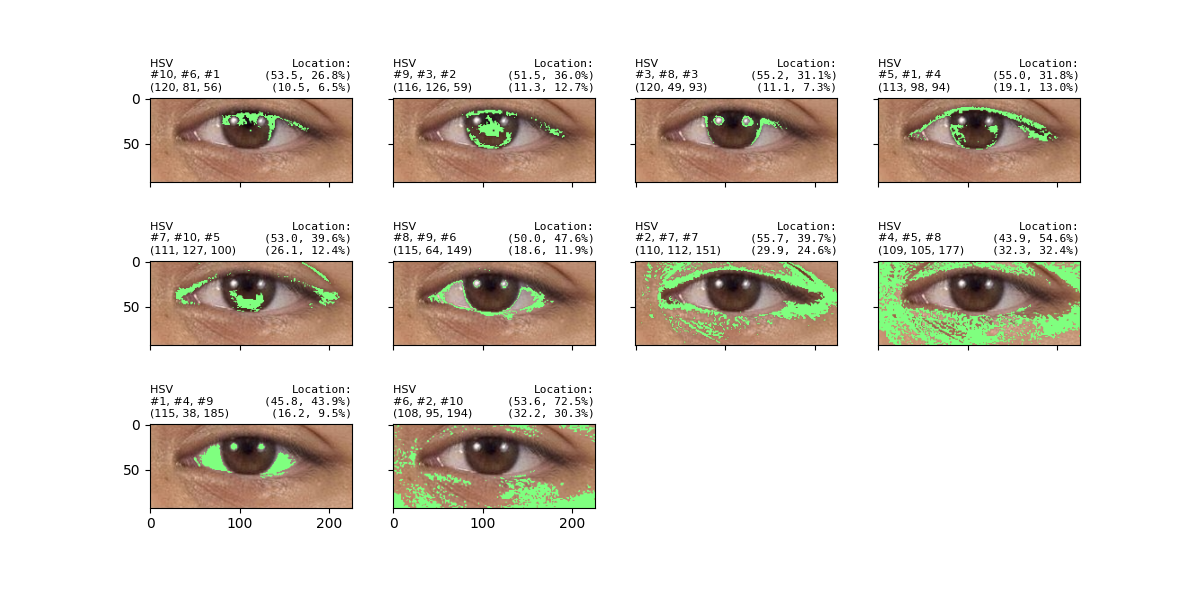 HSV Location:
#10, #6, #1 (53.5, 26.8%)
(120, 81, 56) (10.5, 6.5%)
HSV Location:
#9, #3, #2 (51.5, 36.0%)
(116, 126, 59) (11.3, 12.7%)
HSV Location:
#3, #8, #3 (55.2, 31.1%)
(120, 49, 93) (11.1, 7.3%)
HSV Location:
#5, #1, #4 (55.0, 31.8%)
(113, 98, 94) (19.1, 13.0%)
0
50
HSV Location:
#7, #10, #5 (53.0, 39.6%)
(111, 127, 100) (26.1, 12.4%)
HSV Location:
#8, #9, #6 (50.0, 47.6%)
(115, 64, 149) (18.6, 11.9%)
HSV Location:
#2, #7, #7 (55.7, 39.7%)
(110, 112, 151) (29.9, 24.6%)
HSV Location:
#4, #5, #8 (43.9, 54.6%)
(109, 105, 177) (32.3, 32.4%)
0
50
HSV Location:
#1, #4, #9 (45.8, 43.9%)
(115, 38, 185) (16.2, 9.5%)
HSV Location:
#6, #2, #10 (53.6, 72.5%)
(108, 95, 194) (32.2, 30.3%)
0
50
0 100 200
0 100 200